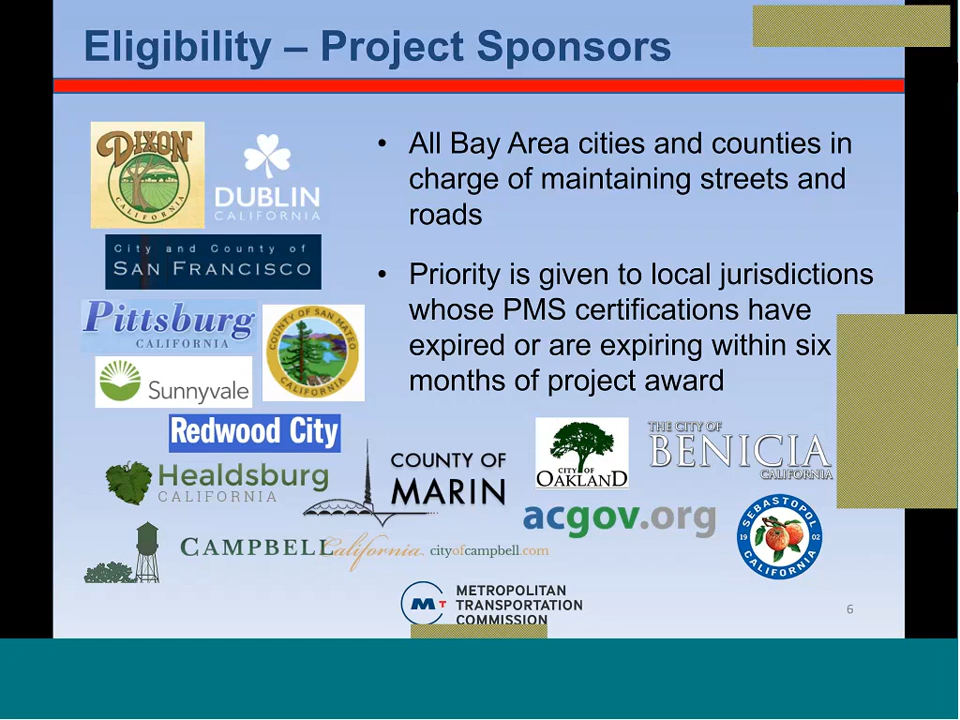 Eligibility – Project Sponsors
DIXON
CALIFORNIA
DUBLIN
CALIFORNIA
City and County of
SAN FRANCISCO
Pittsburg
CALIFORNIA
COUNTY OF SAN MATEO
CALIFORNIA
Sunnyvale
• All Bay Area cities and counties in
charge of maintaining streets and
roads
• Priority is given to local jurisdictions
whose PMS certifications have
expired or are expiring within six
months of project award
Redwood City
Healdsburg
CALIFORNIA
COUNTY OF
MARIN
CITY OF
OAKLAND
THE CITY OF
BENICIA
CALIFORNIA
acgov.org
SEBASTOPOL
19 02
CALIFORNIA
CAMPBELL California cityofcampbell.com
MT
METROPOLITAN
TRANSPORTATION
COMMISSION
6